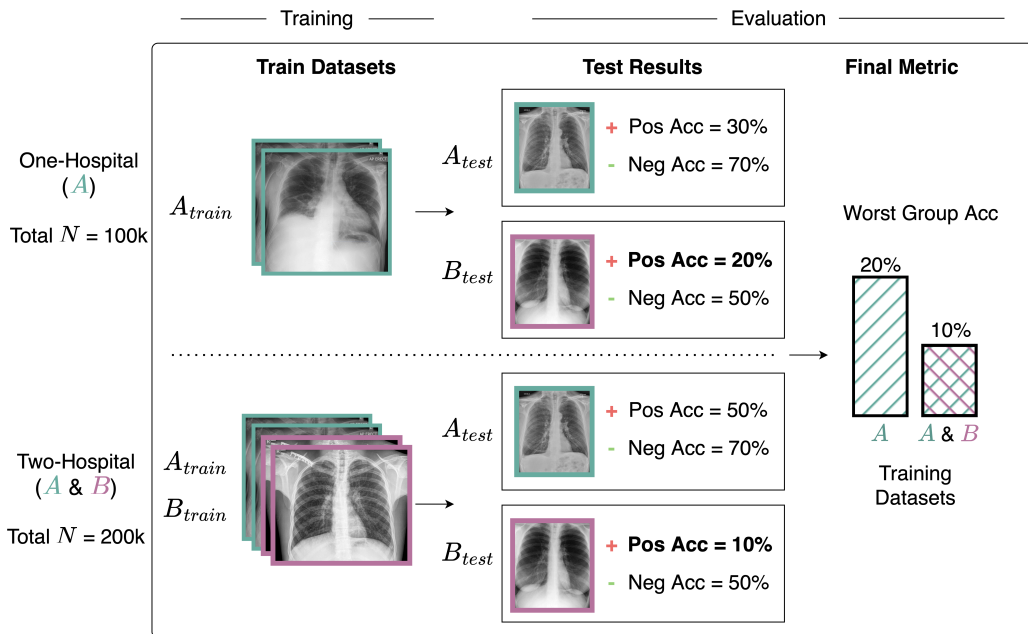 Training
Evaluation
Train Datasets
Test Results
Final Metric
One-Hospital
(A)
Total N = 100k
A_train
A_test
+ Pos Acc = 30%
- Neg Acc = 70%
B_test
+ Pos Acc = 20%
- Neg Acc = 50%
Two-Hospital
(A & B)
Total N = 200k
A_train
B_train
A_test
+ Pos Acc = 50%
- Neg Acc = 70%
B_test
+ Pos Acc = 10%
- Neg Acc = 50%
Worst Group Acc
20%
10%
A
A & B
Training
Datasets